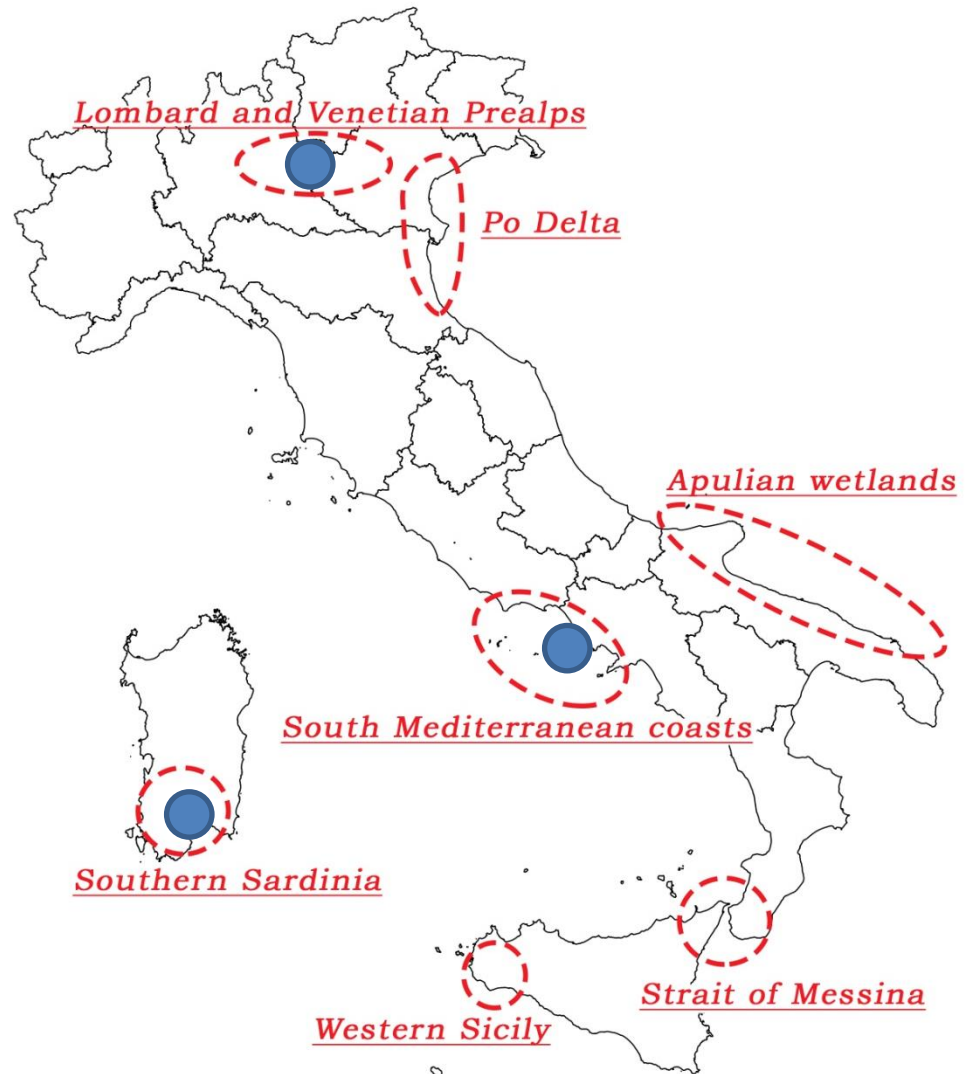 Lombard and Venetian Prealps
Po Delta
Apulian wetlands
South Mediterranean coasts
Southern Sardinia
Strait of Messina
Western Sicily